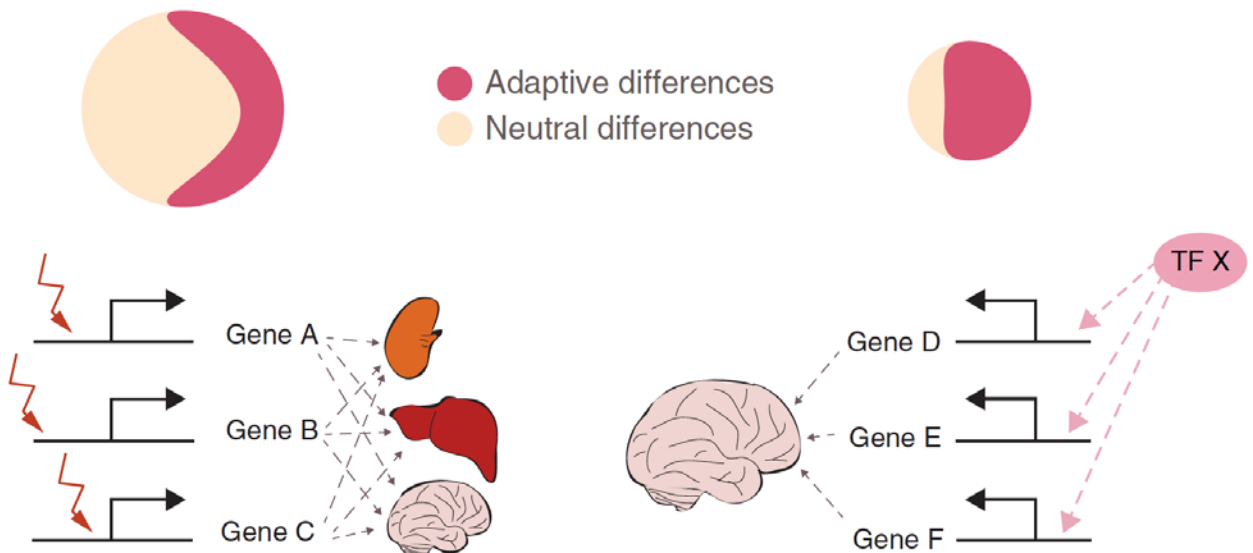 Adaptive differences
Neutral differences
TF X
Gene A
Gene B
Gene C
Gene D
Gene E
Gene F